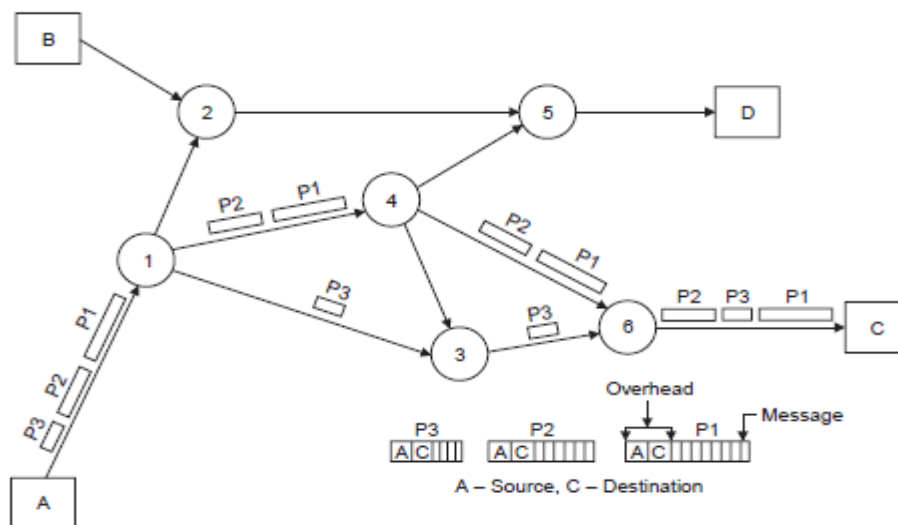 B
2
5
D
P2 P1
4
P2
P1
1
P3
P3
P2 P3 P1
6
C
P1
3
P2
P3
Overhead
Message
P3 P2 P1
A C A C A C
A
A – Source, C – Destination